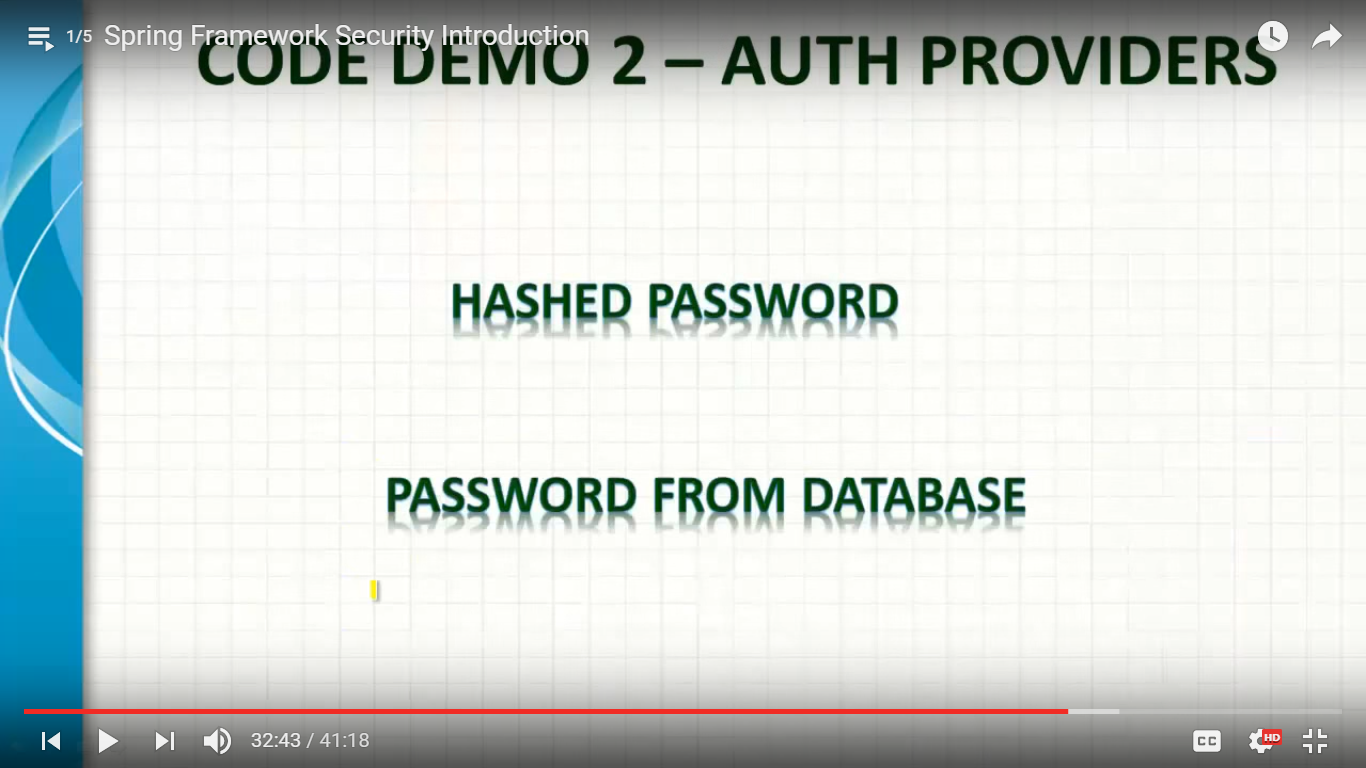 1/5 Spring Framework Security Introduction
CODE DEMO 2 – AUTH PROVIDERS
HASHED PASSWORD
PASSWORD FROM DATABASE
32:43 / 41:18 CC HD